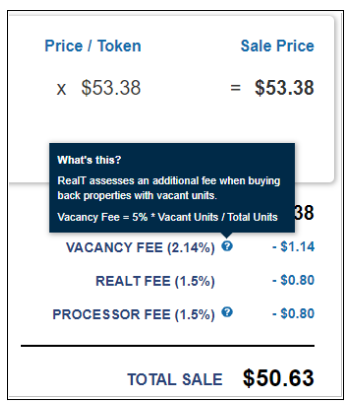 Price / Token Sale Price
x $53.38 = $53.38
What's this?
RealT assesses an additional fee when buying
back properties with vacant units.
Vacancy Fee = 5% * Vacant Units / Total Units
38
VACANCY FEE (2.14%) ? - $1.14
REALT FEE (1.5%) - $0.80
PROCESSOR FEE (1.5%) ? - $0.80
TOTAL SALE $50.63